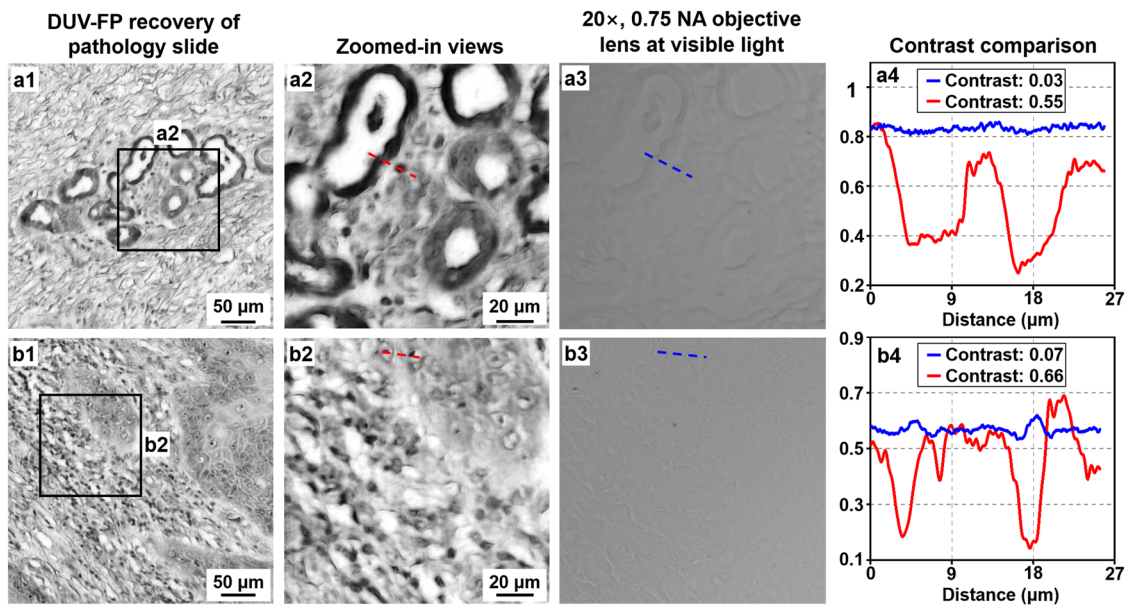 DUV-FP recovery of
pathology slide
Zoomed-in views
20×, 0.75 NA objective
lens at visible light
Contrast comparison
a1
a2
50 µm
a2
20 µm
a3
a4
Contrast: 0.03
Contrast: 0.55
1
0.8
0.6
0.4
0.2
0 9 18 27
Distance (µm)
b1
b2
50 µm
b2
20 µm
b3
b4
Contrast: 0.07
Contrast: 0.66
0.9
0.7
0.5
0.3
0.1
0 9 18 27
Distance (µm)